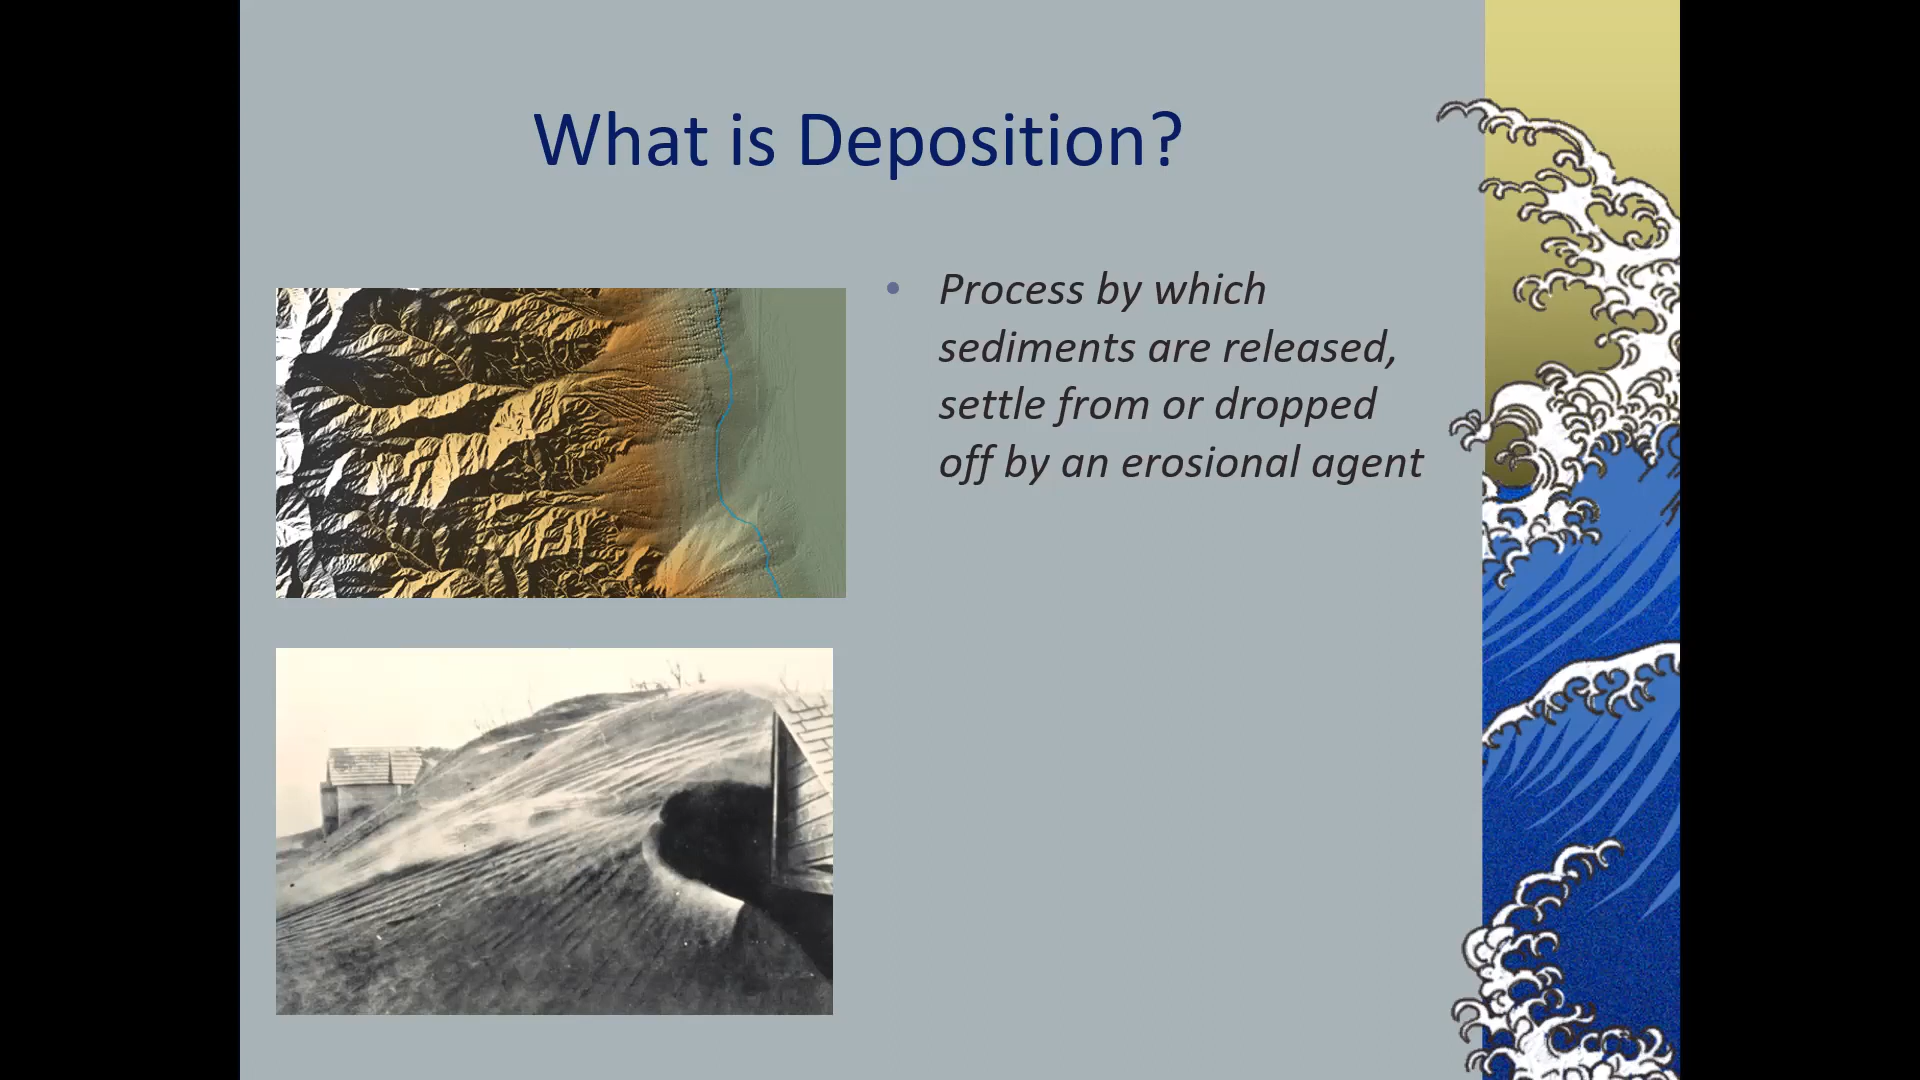 What is Deposition?
• Process by which
sediments are released,
settle from or dropped
off by an erosional agent